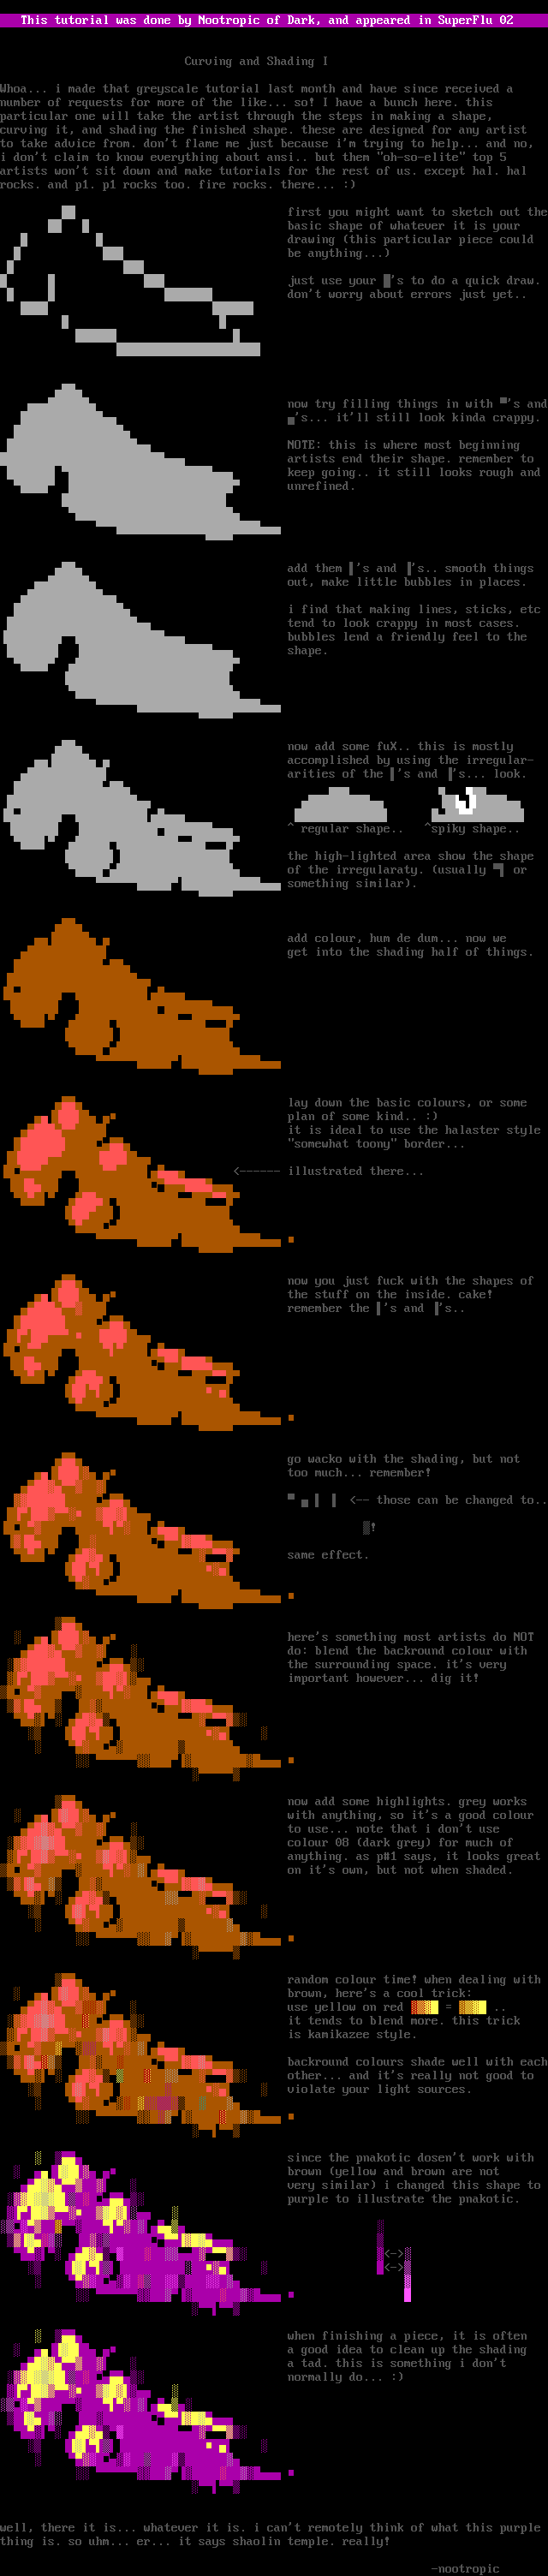 This tutorial was done by Nootropic of Dark, and appeared in SuperFlu 02
Curving and Shading I
Whoa... i made that greyscale tutorial last month and have since received a
number of requests for more of the like... so! I have a bunch here. this
particular one will take the artist through the steps in making a shape,
curving it, and shading the finished shape. these are designed for any artist
to take advice from. don't flame me just because i'm trying to help... and no,
i don't claim to know everything about ansi.. but them "oh-so-elite" top 5
artists won't sit down and make tutorials for the rest of us. except hal. hal
rocks. and p1. p1 rocks too. fire rocks. there... :)
first you might want to sketch out the
basic shape of whatever it is your
drawing (this particular piece could
be anything...)
just use your █'s to do a quick draw.
don't worry about errors just yet..
now try filling things in with ▀'s and
▄'s... it'll still look kinda crappy.
NOTE: this is where most beginning
artists end their shape. remember to
keep going.. it still looks rough and
unrefined.
add them ▌'s and ▐'s.. smooth things
out, make little bubbles in places.
i find that making lines, sticks, etc
tend to look crappy in most cases.
bubbles lend a friendly feel to the
shape.
now add some fuX.. this is mostly
accomplished by using the irregular-
arities of the ▌'s and ▐'s... look.
^ regular shape.. ^spiky shape..
the high-lighted area show the shape
of the irregularaty. (usually ▀▌ or
something similar).
add colour, hum de dum... now we
get into the shading half of things.
lay down the basic colours, or some
plan of some kind.. :)
it is ideal to use the halaster style
"somewhat toony" border...
<------ illustrated there...
now you just fuck with the shapes of
the stuff on the inside. cake!
remember the ▌'s and ▐'s..
go wacko with the shading, but not
too much... remember!
▀ ▄ ▌ ▐ <-- those can be changed to..
▒!
same effect.
here's something most artists do NOT
do: blend the backround colour with
the surrounding space. it's very
important however... dig it!
now add some highlights. grey works
with anything, so it's a good colour
to use... note that i don't use
colour 08 (dark grey) for much of
anything. as p#1 says, it looks great
on it's own, but not when shaded.
random colour time! when dealing with
brown, here's a cool trick:
use yellow on red ░▒▓█ = ▒▒▓█ ..
it tends to blend more. this trick
is kamikazee style.
backround colours shade well with each
other... and it's really not good to
violate your light sources.
since the pnakotic dosen't work with
brown (yellow and brown are not
very similar) i changed this shape to
purple to illustrate the pnakotic.
<->
<->
when finishing a piece, it is often
a good idea to clean up the shading
a tad. this is something i don't
normally do... :)
well, there it is... whatever it is. i can't remotely think of what this purple
thing is. so uhm... er... it says shaolin temple. really!
-nootropic